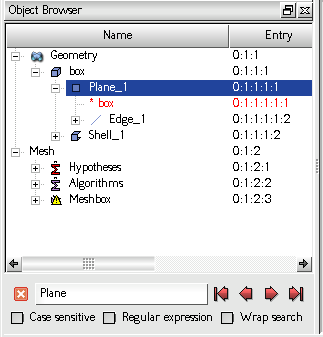 Object Browser
Name Entry
Geometry 0:1:1
box 0:1:1:1
Plane_1 0:1:1:1:1
* box 0:1:1:1:1:1
Edge_1 0:1:1:1:1:2
Shell_1 0:1:1:1:2
Mesh 0:1:2
Hypotheses 0:1:2:1
Algorithms 0:1:2:2
Meshbox 0:1:2:3
Plane
Case sensitive Regular expression Wrap search